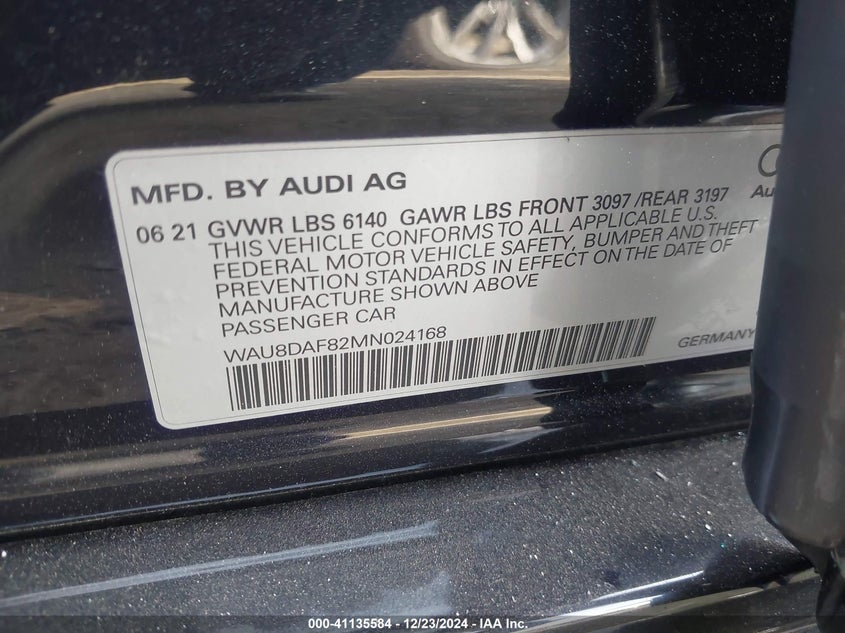 MFD. BY AUDI AG
06 21 GVWR LBS 6140 GAWR LBS FRONT 3097 /REAR 3197
THIS VEHICLE CONFORMS TO ALL APPLICABLE U.S.
FEDERAL MOTOR VEHICLE SAFETY, BUMPER AND THEFT
PREVENTION STANDARDS IN EFFECT ON THE DATE OF
MANUFACTURE SHOWN ABOVE
PASSENGER CAR
WAU8DAF82MN024168
GERMANY
000-41135584 - 12/23/2024 - IAA Inc.